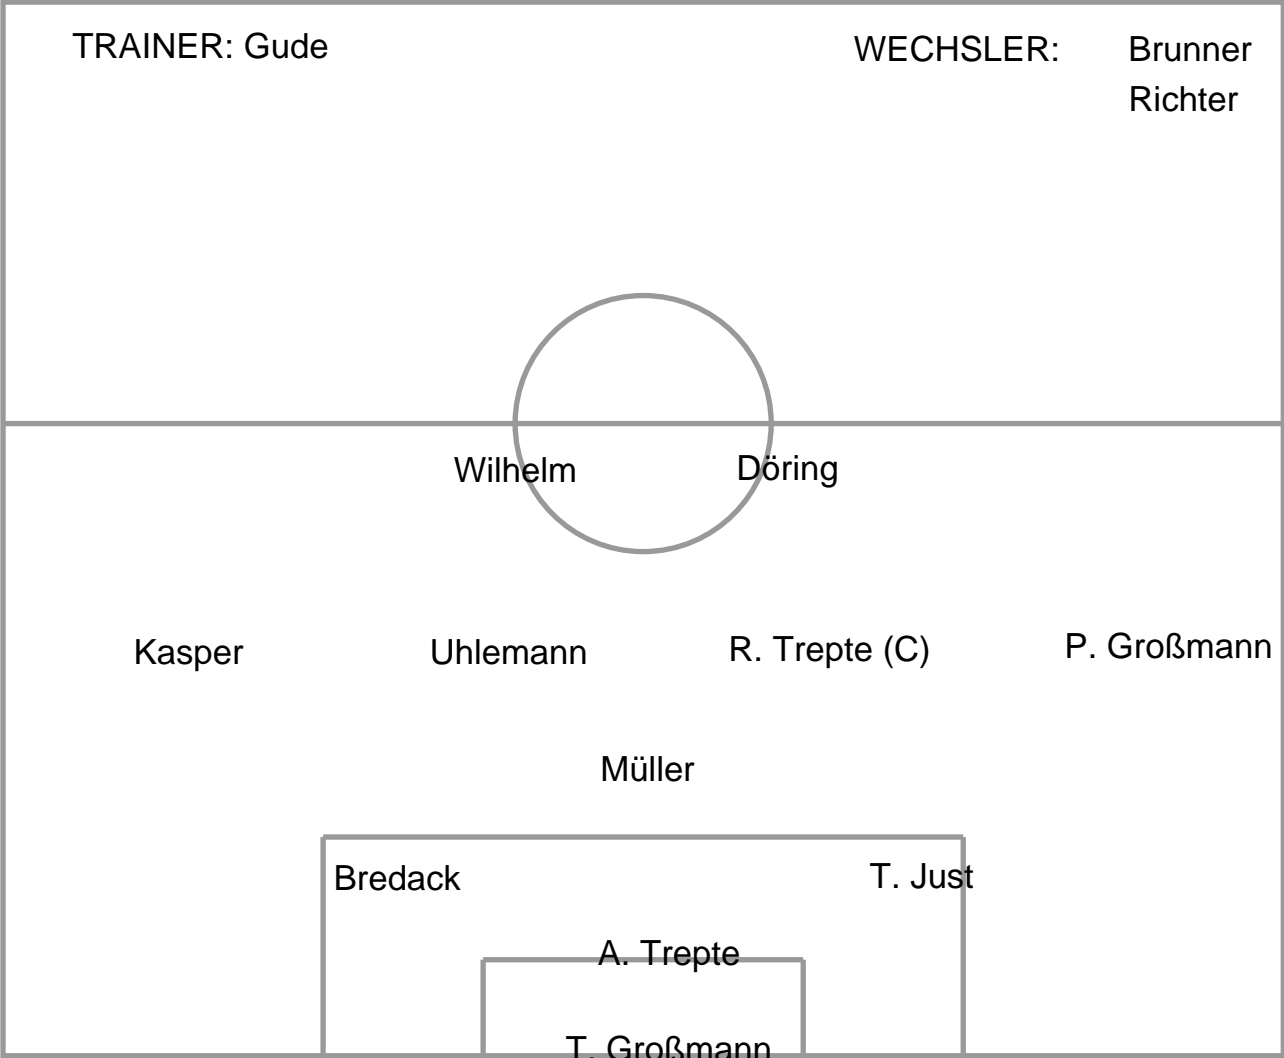 TRAINER: Gude
WECHSLER: Brunner
Richter
Wilhelm Döring
Kasper Uhlemann R. Trepte (C) P. Großmann
Müller
Bredack T. Just
A. Trepte
T. Großmann